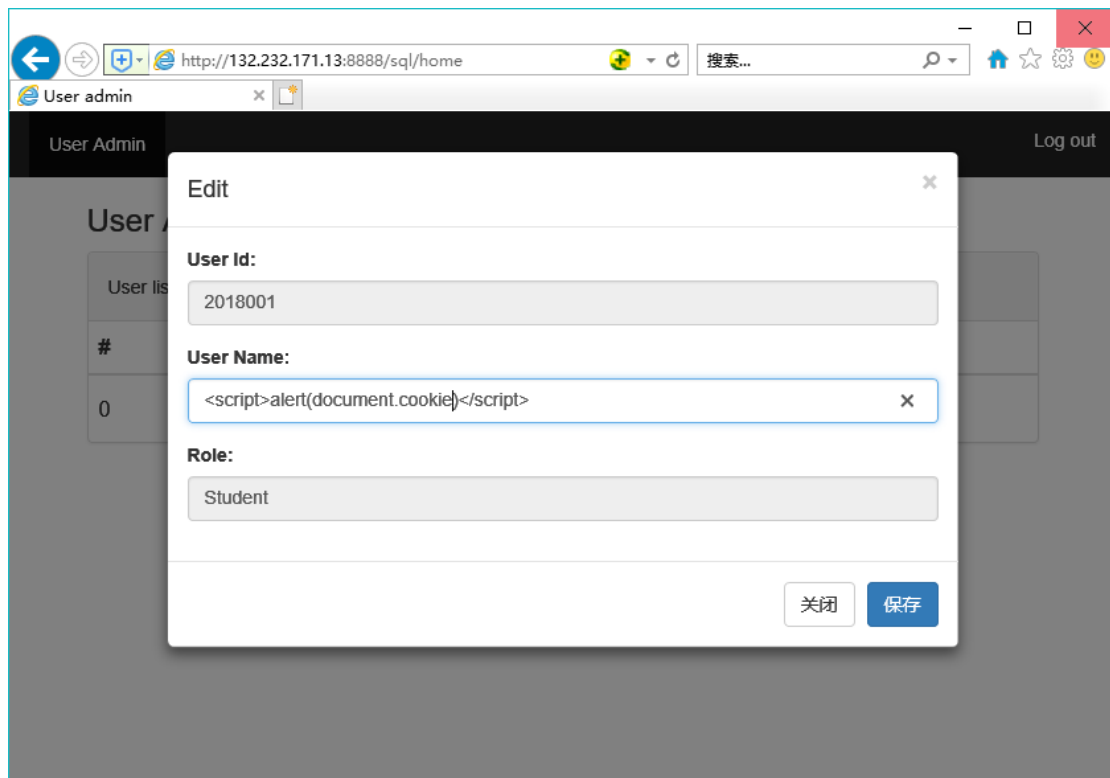 http://132.232.171.13:8888/sql/home
搜索...
User admin
User Admin
Log out
Edit
User
User Id:
User lis
2018001
#
User Name:
0
<script>alert(document.cookie)</script>
Role:
Student
关闭
保存